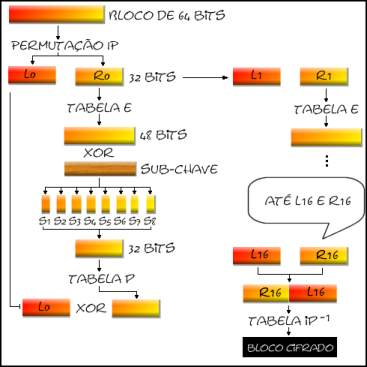 BLOCO DE 64 BITS
PERMUTAÇÃO IP
L0 R0 32 BITS
TABELA E
48 BITS
XOR
SUB-CHAVE
S1 S2 S3 S4 S5 S6 S7 S8
32 BITS
TABELA P
L0 XOR
L1 R1
TABELA E
ATÉ L16 E R16
L16 R16
R16 L16
TABELA IP-1
BLOCO CIFRADO